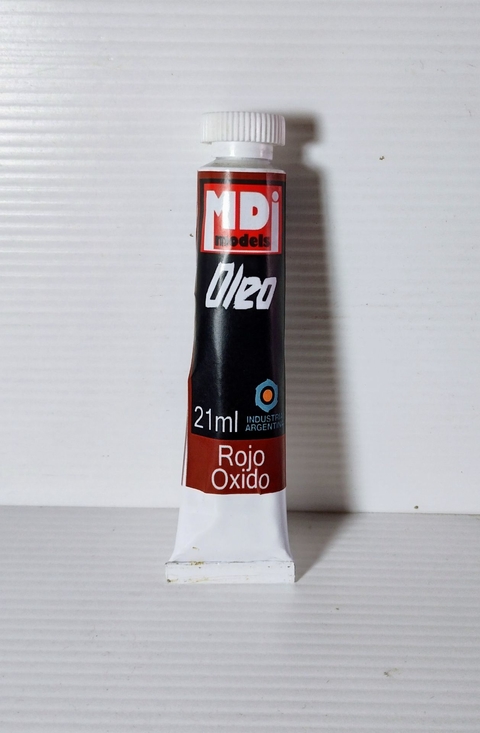 MDi
models
Oleo
21ml
INDUSTRIA
ARGENTINA
Rojo
Oxido